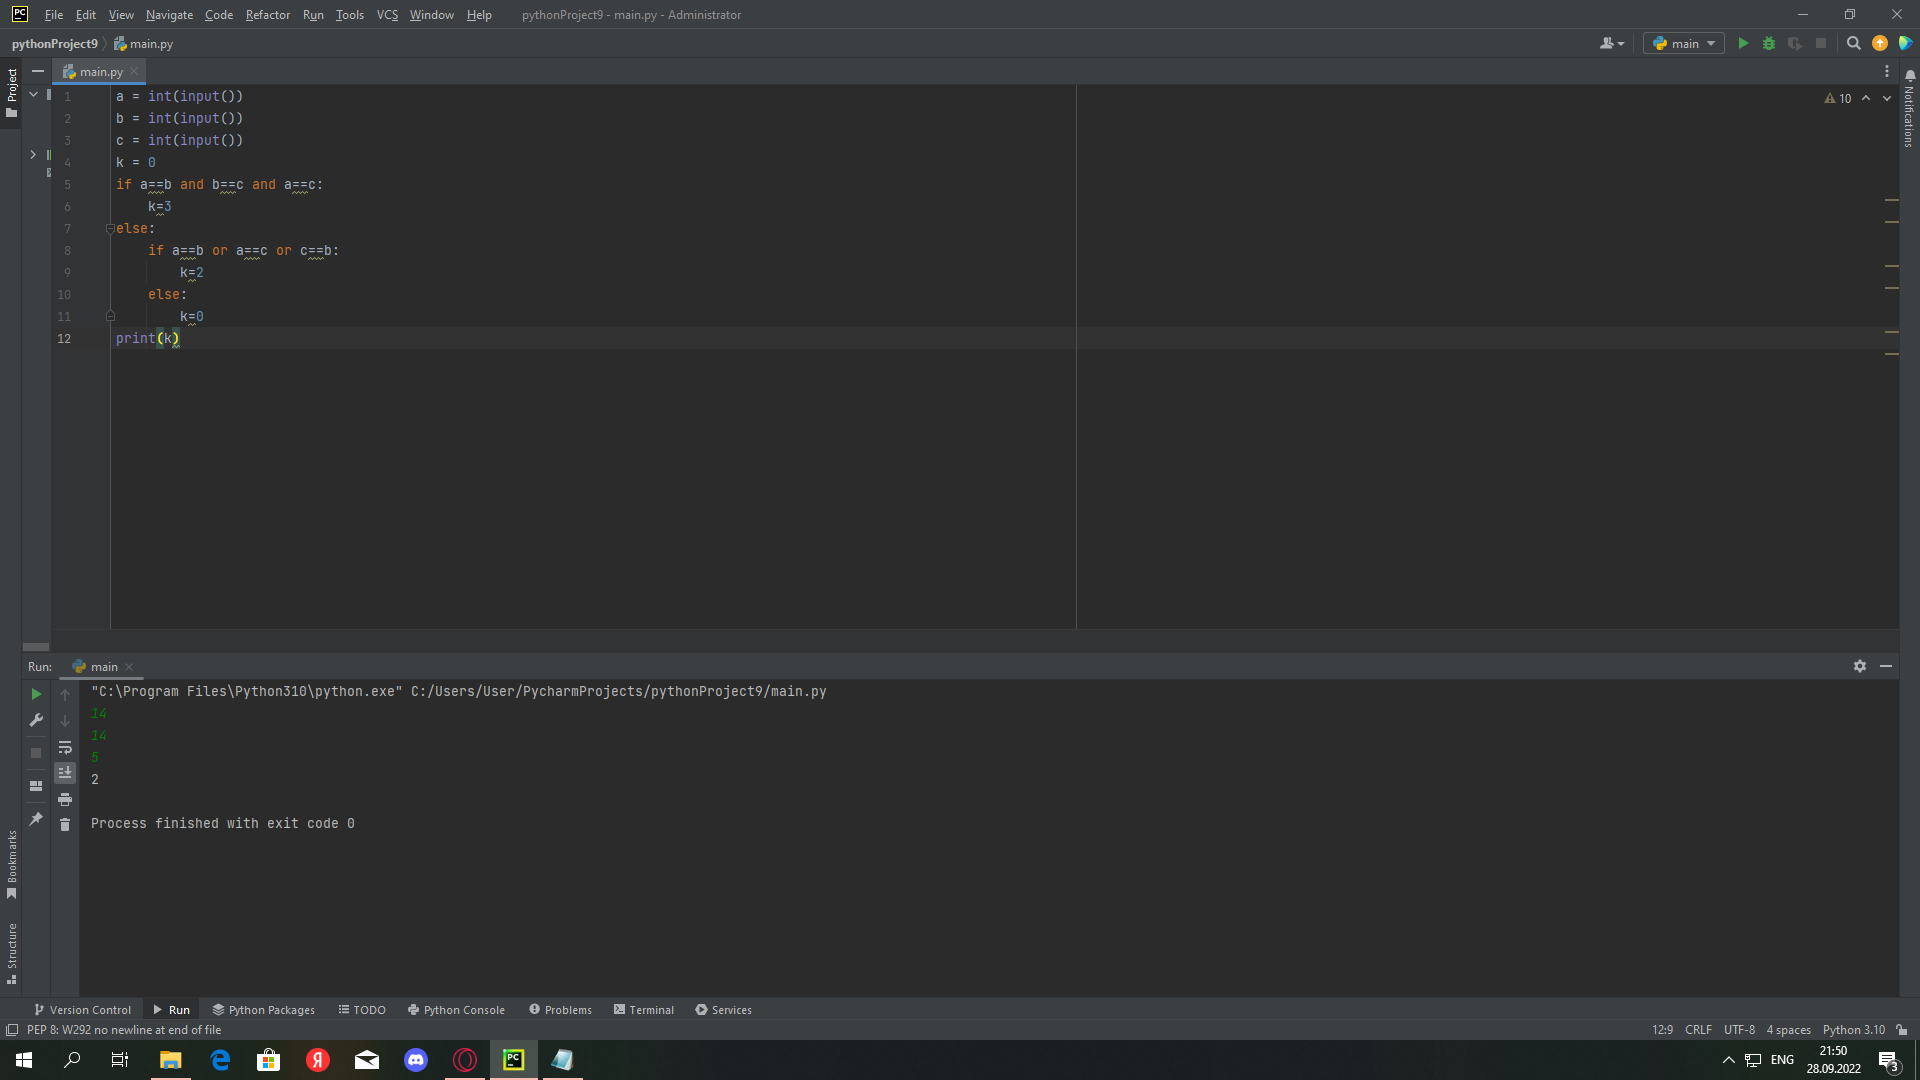 PC File Edit View Navigate Code Refactor Run Tools VCS Window Help pythonProject9 - main.py - Administrator
pythonProject9 main.py main
Project main.py 10
Notifications
1 a = int(input())
2 b = int(input())
3 c = int(input())
4 k = 0
5 if a==b and b==c and a==c:
6     k=3
7 else:
8     if a==b or a==c or c==b:
9         k=2
10     else:
11         k=0
12 print(k)
Run: main
"C:\Program Files\Python310\python.exe" C:/Users/User/PycharmProjects/pythonProject9/main.py
14
14
5
2
Process finished with exit code 0
Bookmarks
Structure
Version Control Run Python Packages TODO Python Console Problems Terminal Services
PEP 8: W292 no newline at end of file 12:9 CRLF UTF-8 4 spaces Python 3.10
Я PC ENG 21:50
28.09.2022 3